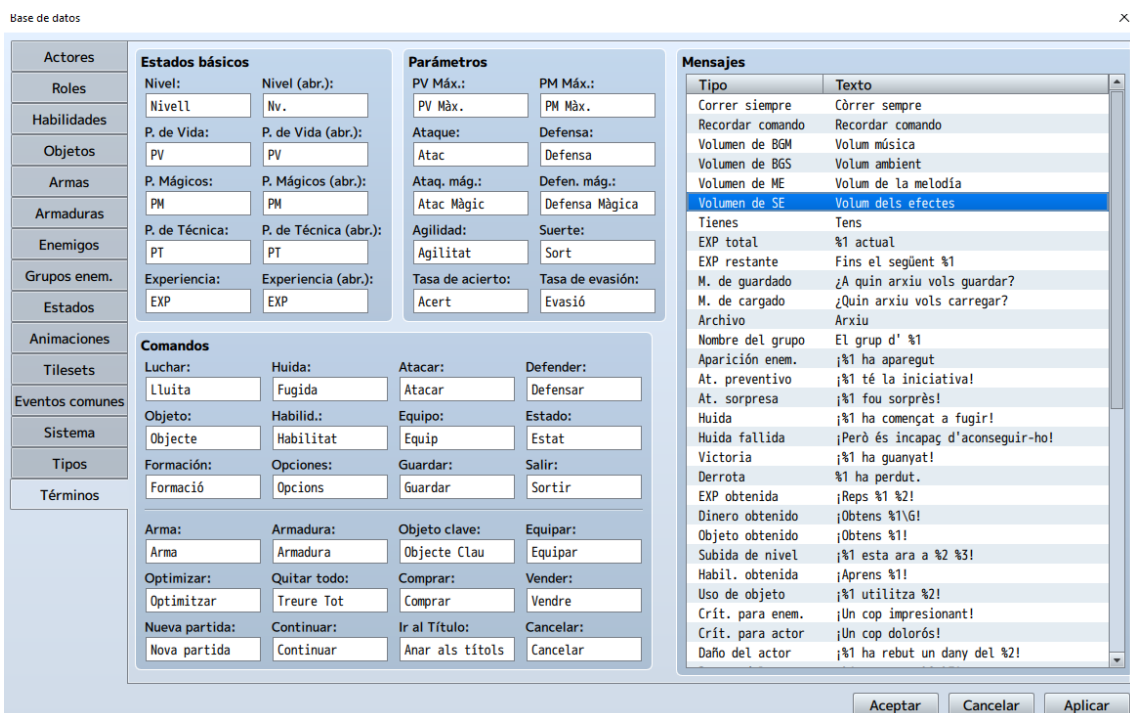 Base de datos
Actores
Roles
Habilidades
Objetos
Armas
Armaduras
Enemigos
Grupos enem.
Estados
Animaciones
Tilesets
Eventos comunes
Sistema
Tipos
Términos
Estados básicos
Nivel: Nivel (abr.):
Nivell Nv.
P. de Vida: P. de Vida (abr.):
PV PV
P. Mágicos: P. Mágicos (abr.):
PM PM
P. de Técnica: P. de Técnica (abr.):
PT PT
Experiencia: Experiencia (abr.):
EXP EXP
Parámetros
PV Máx.: PM Máx.:
PV Màx. PM Màx.
Ataque: Defensa:
Atac Defensa
Ataq. mág.: Defen. mág.:
Atac Màgic Defensa Màgica
Agilidad: Suerte:
Agilitat Sort
Tasa de acierto: Tasa de evasión:
Acert Evasió
Comandos
Luchar: Huida: Atacar: Defender:
Lluita Fugida Atacar Defensar
Objeto: Habilid.: Equipo: Estado:
Objecte Habilitat Equip Estat
Formación: Opciones: Guardar: Salir:
Formació Opcions Guardar Sortir
Arma: Armadura: Objeto clave: Equipar:
Arma Armadura Objecte Clau Equipar
Optimizar: Quitar todo: Comprar: Vender:
Optimitzar Treure Tot Comprar Vendre
Nueva partida: Continuar: Ir al Título: Cancelar:
Nova partida Continuar Anar als títols Cancelar
Mensajes
Tipo Texto
Correr siempre Còrrer sempre
Recordar comando Recordar comando
Volumen de BGM Volum música
Volumen de BGS Volum ambient
Volumen de ME Volum de la melodía
Volumen de SE Volum dels efectes
Tienes Tens
EXP total %1 actual
EXP restante Fins el següent %1
M. de guardado ¿A quin arxiu vols guardar?
M. de cargado ¿Quin arxiu vols carregar?
Archivo Arxiu
Nombre del grupo El grup d' %1
Aparición enem. ¡%1 ha aparegut
At. preventivo ¡%1 té la iniciativa!
At. sorpresa ¡%1 fou sorprès!
Huida ¡%1 ha començat a fugir!
Huida fallida ¡Però és incapaç d'aconseguir-ho!
Victoria ¡%1 ha guanyat!
Derrota %1 ha perdut.
EXP obtenida ¡Reps %1 %2!
Dinero obtenido ¡Obtens %1\G!
Objeto obtenido ¡Obtens %1!
Subida de nivel ¡%1 esta ara a %2 %3!
Habil. obtenida ¡Aprens %1!
Uso de objeto ¡%1 utilitza %2!
Crít. para enem. ¡Un cop impresionant!
Crít. para actor ¡Un cop dolorós!
Daño del actor ¡%1 ha rebut un dany del %2!
Aceptar Cancelar Aplicar